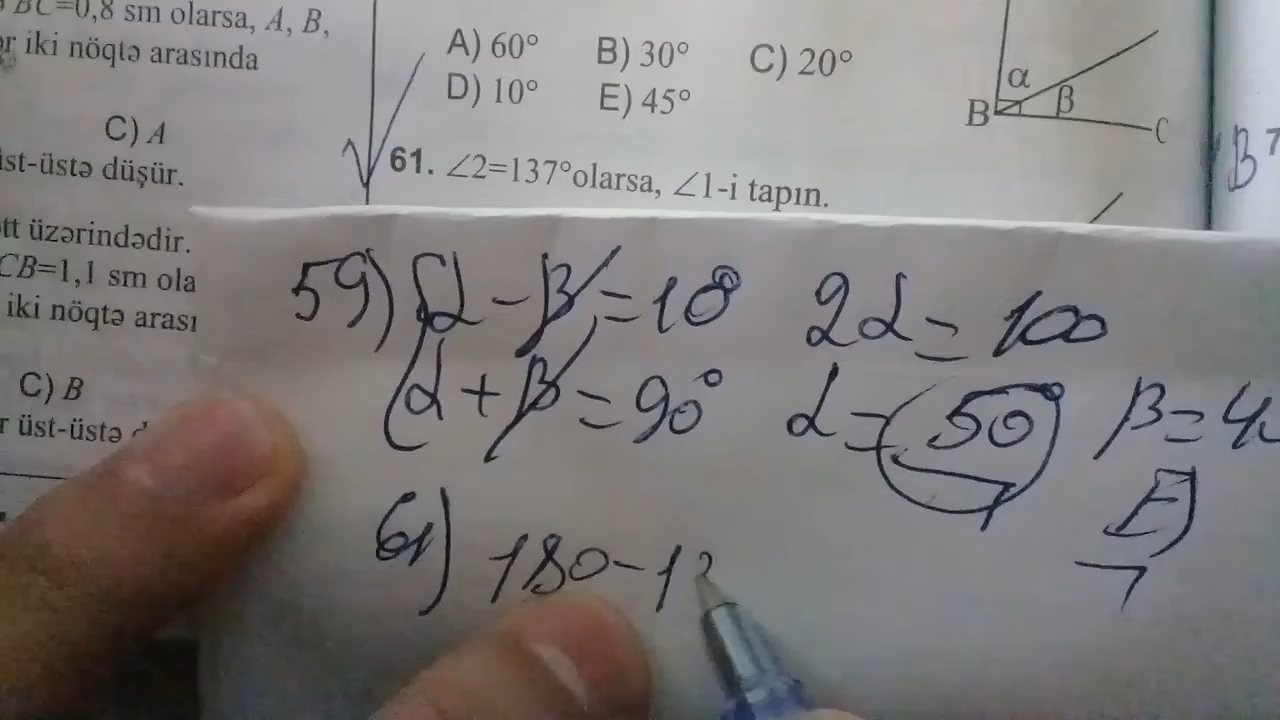 BC=0,8 sm olarsa, A, B,
iki nöqtə arasında
C) A
üst-üstə düşür.
üzərindədir.
CB=1,1 sm ola
iki nöqtə arası
C) B
üst-üstə
A) 60° B) 30° C) 20°
D) 10° E) 45°
α
β
B
C
61. ∠2=137°olarsa, ∠1-i tapın.
B 7
59) α - β = 10° 2α = 100
α + β = 90° α = 50° β = 4
E)
61) 180-13